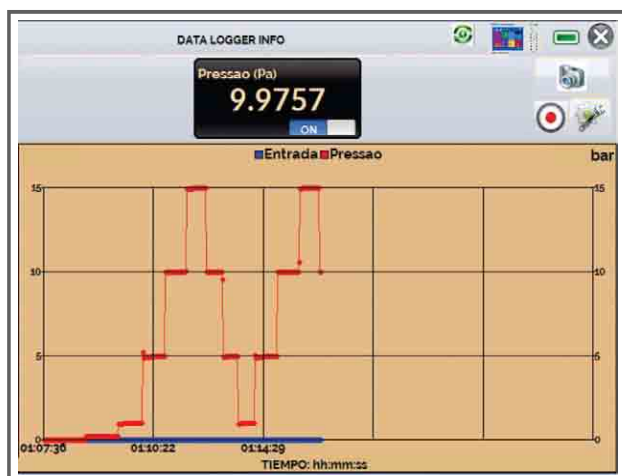 DATA LOGGER INFO
Pressao (Pa)
9.9757
ON
Entrada Pressao
bar
15 15
10 10
5 5
0 0
01:07:36 01:10:22 01:14:29
TIEMPO: hh:mm:ss